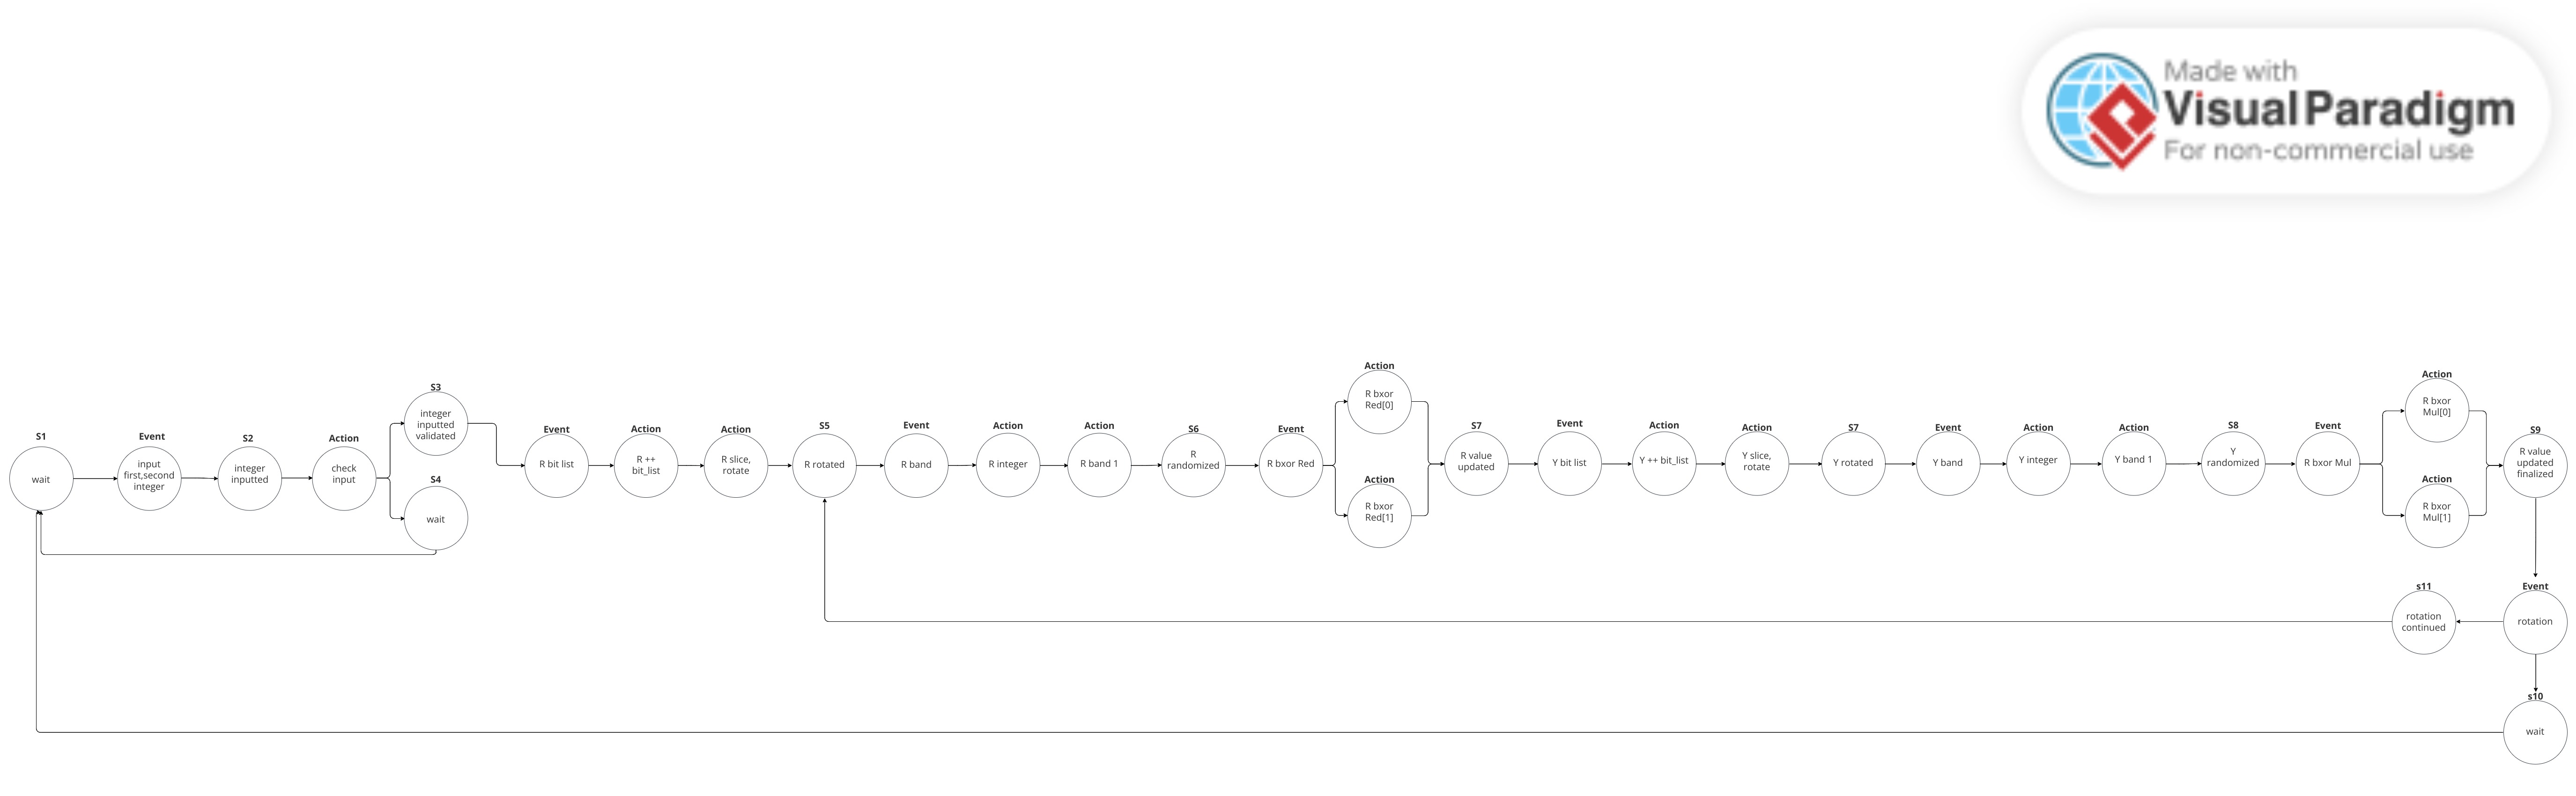 Made with
Visual Paradigm
For non-commercial use
S1
wait
Event
input
first,second
integer
S2
integer
inputted
Action
check
input
S3
integer
inputted
validated
S4
wait
Event
R bit list
Action
R ++
bit_list
Action
R slice,
rotate
S5
R rotated
Event
R band
Action
R integer
Action
R band 1
S6
R
randomized
Event
R bxor Red
Action
R bxor
Red[0]
Action
R bxor
Red[1]
S7
R value
updated
Event
Y bit list
Action
Y ++ bit_list
Action
Y slice,
rotate
S7
Y rotated
Event
Y band
Action
Y integer
Action
Y band 1
S8
Y
randomized
Event
R bxor Mul
Action
R bxor
Mul[0]
Action
R bxor
Mul[1]
S9
R value
updated
finalized
Event
rotation
s11
rotation
continued
s10
wait